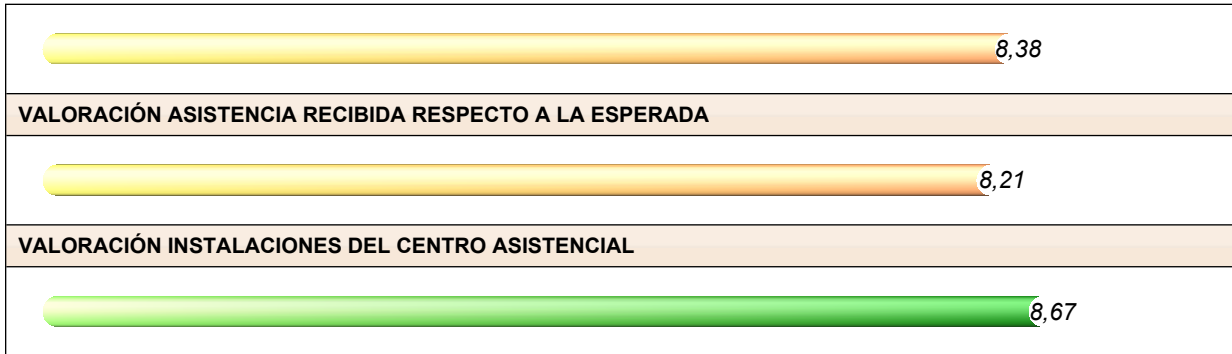 8,38
VALORACIÓN ASISTENCIA RECIBIDA RESPECTO A LA ESPERADA
8,21
VALORACIÓN INSTALACIONES DEL CENTRO ASISTENCIAL
8,67